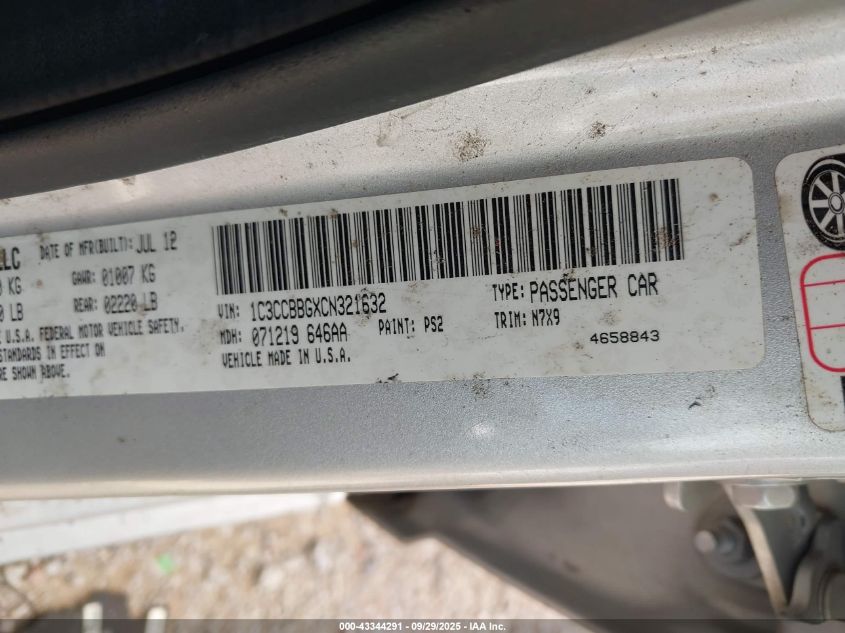 LLC DATE OF MFR(BUILT): JUL 12
KG GAWR: 01007 KG
LB REAR: 02220 LB
U.S.A. FEDERAL MOTOR VEHICLE SAFETY,
STANDARDS IN EFFECT ON
RE SHOWN ABOVE.
VIN: 1C3CCBBGXCN321632 TYPE: PASSENGER CAR
MDH: 071219 646AA PAINT: PS2 TRIM: N7X9
VEHICLE MADE IN U.S.A. 4658843
000-43344291 - 09/29/2025 - IAA Inc.